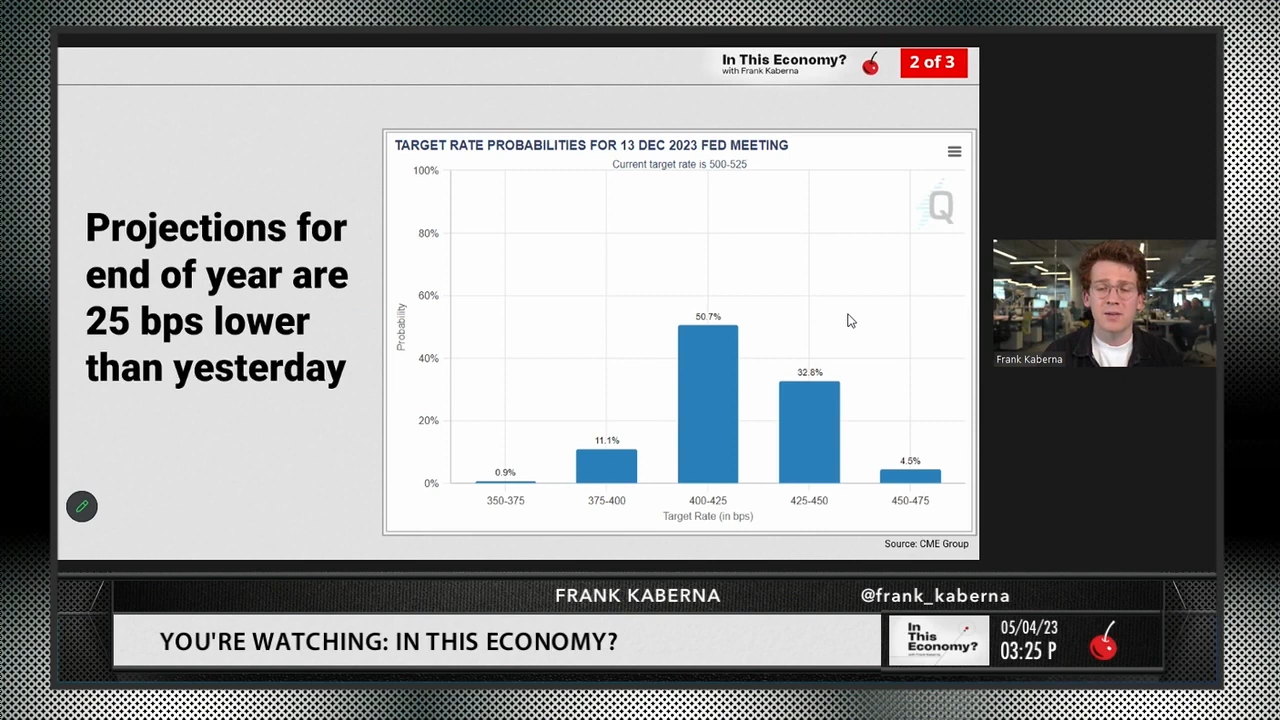 In This Economy?
with Frank Kaberna
2 of 3
Projections for
end of year are
25 bps lower
than yesterday
TARGET RATE PROBABILITIES FOR 13 DEC 2023 FED MEETING
Current target rate is 500-525
Q
100%
80%
60%
40%
20%
0%
Probability
0.9%
11.1%
50.7%
32.8%
4.5%
350-375
375-400
400-425
425-450
450-475
Target Rate (in bps)
Source: CME Group
Frank Kaberna
FRANK KABERNA
@frank_kaberna
YOU'RE WATCHING: IN THIS ECONOMY?
In
This
Economy?
with Frank Kaberna
05/04/23
03:25 P